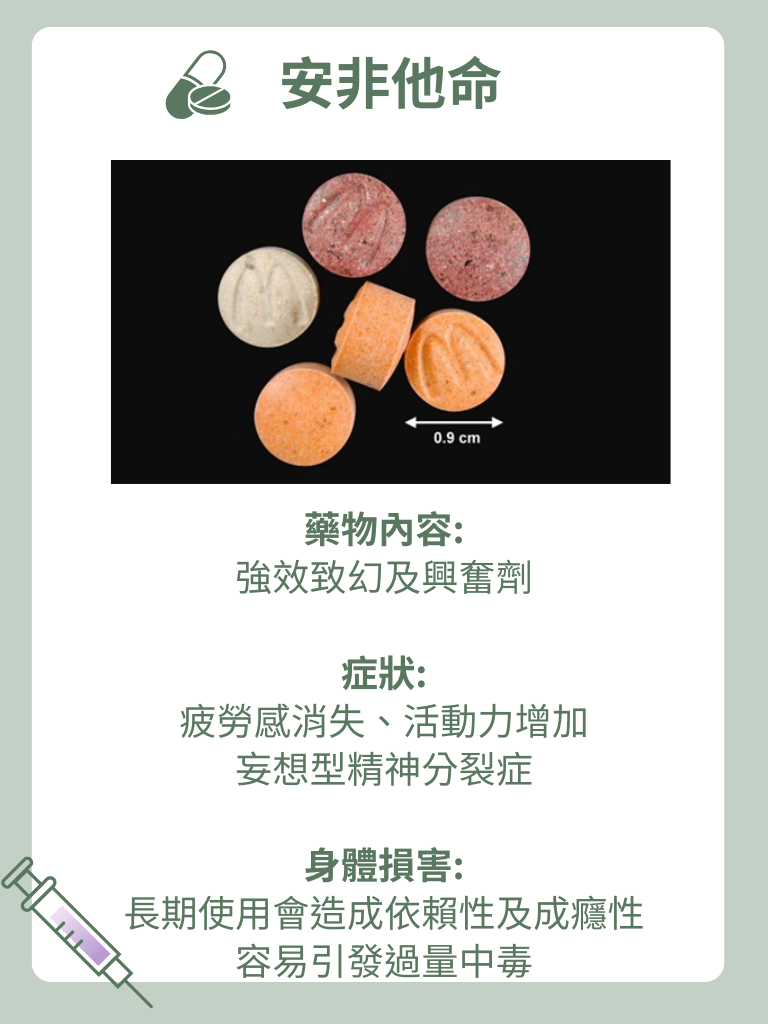 安非他命
0.9 cm
藥物內容:
強效致幻及興奮劑
症狀:
疲勞感消失、活動力增加
妄想型精神分裂症
身體損害:
長期使用會造成依賴性及成癮性
容易引發過量中毒